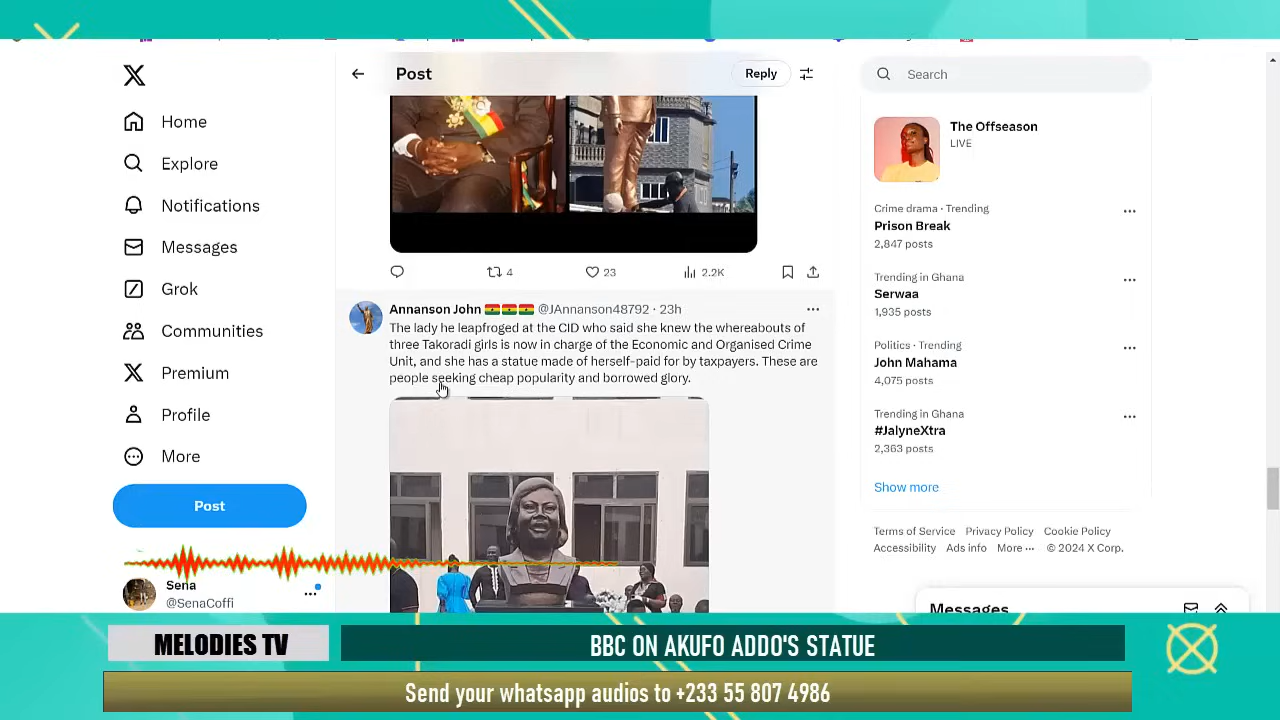 Post
Reply
Search
Home
Explore
Notifications
Messages
Grok
Communities
Premium
Profile
More
Post
Sena
@SenaCoffi
4
23
2.2K
Annanson John @JAnnanson48792 · 23h
The lady he leapfroged at the CID who said she knew the whereabouts of
three Takoradi girls is now in charge of the Economic and Organised Crime
Unit, and she has a statue made of herself-paid for by taxpayers. These are
people seeking cheap popularity and borrowed glory.
The Offseason
LIVE
Crime drama · Trending
Prison Break
2,847 posts
Trending in Ghana
Serwaa
1,935 posts
Politics · Trending
John Mahama
4,075 posts
Trending in Ghana
#JalyneXtra
2,363 posts
Show more
Terms of Service Privacy Policy Cookie Policy
Accessibility Ads info More ··· © 2024 X Corp.
Messages
MELODIES TV
BBC ON AKUFO ADDO'S STATUE
Send your whatsapp audios to +233 55 807 4986